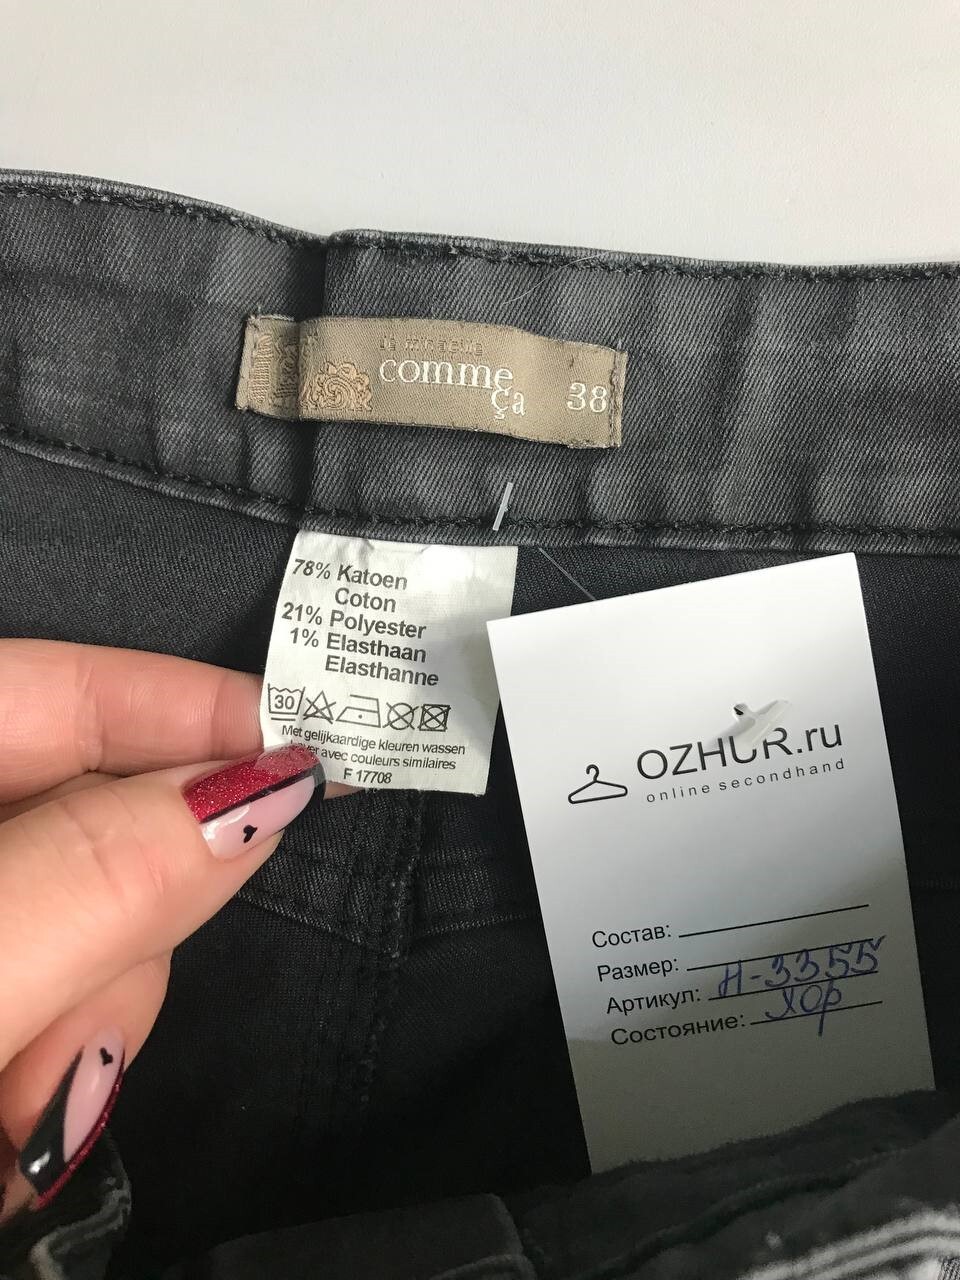 comme
ça
38
78% Katoen
Coton
21% Polyester
1% Elasthaan
Elasthanne
30
Met gelijkaardige kleuren wassen
avec couleurs similaires
F 17708
OZHUR.ru
online secondhand
Состав:
Размер:
Артикул: Н-3355
Состояние: хор